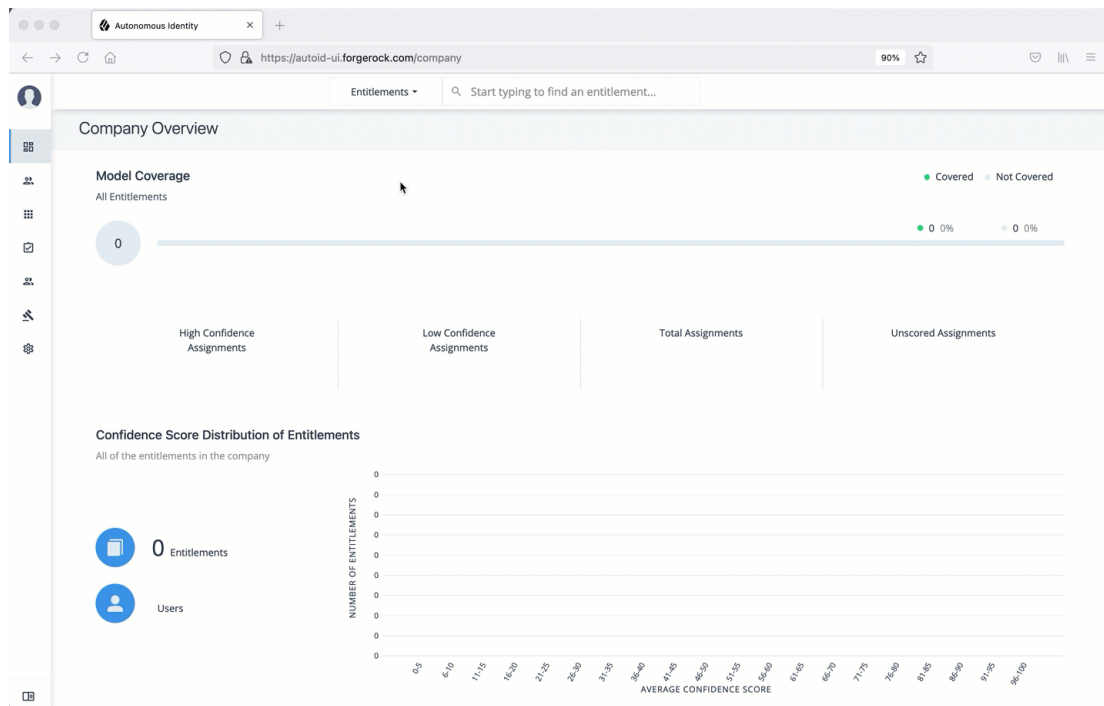 Autonomous Identity
https://autoid-ui.forgerock.com/company
90%
Entitlements
Start typing to find an entitlement...
Company Overview
Model Coverage
All Entitlements
Covered
Not Covered
0
0 0%
0 0%
High Confidence
Assignments
Low Confidence
Assignments
Total Assignments
Unscored Assignments
Confidence Score Distribution of Entitlements
All of the entitlements in the company
0 Entitlements
Users
NUMBER OF ENTITLEMENTS
0
0
0
0
0
0
0
0
0
0
0-5
6-10
11-15
16-20
21-25
26-30
31-35
36-40
41-45
46-50
51-55
56-60
61-65
66-70
71-75
76-80
81-85
86-90
91-95
96-100
AVERAGE CONFIDENCE SCORE